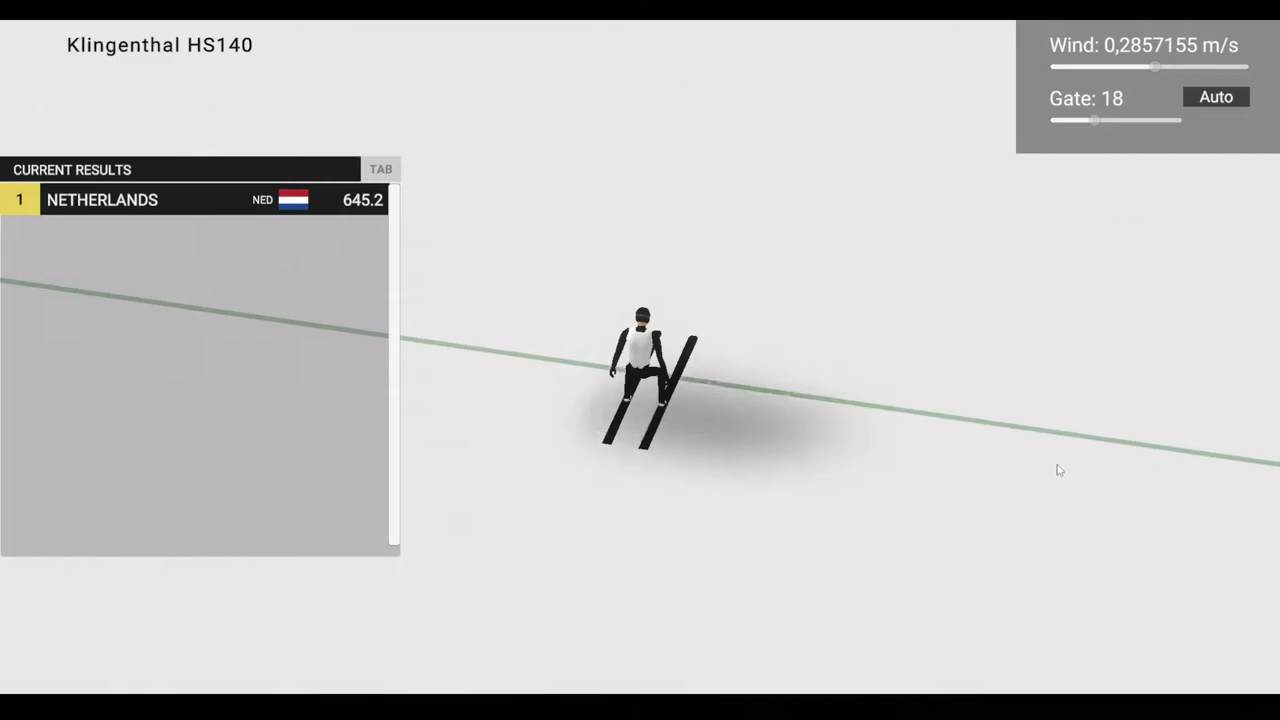 Klingenthal HS140
Wind: 0,2857155 m/s
Gate: 18
Auto
CURRENT RESULTS
TAB
1 NETHERLANDS NED 645.2